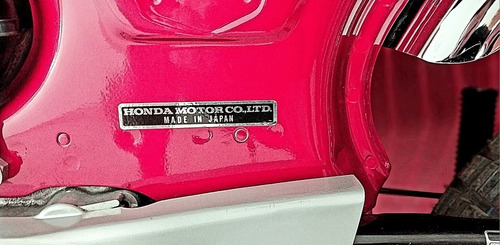 HONDA MOTOR CO., LTD.
MADE IN JAPAN